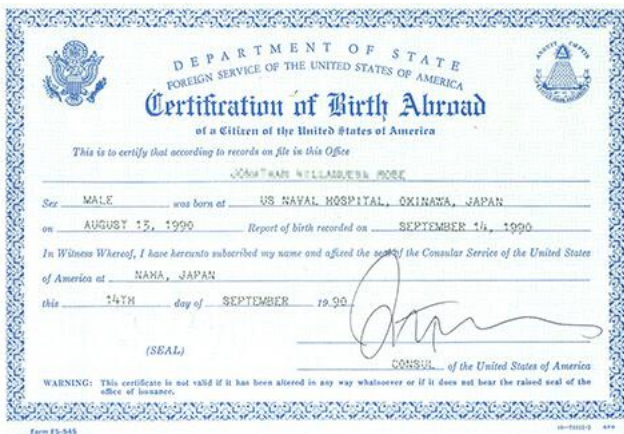 DEPARTMENT OF STATE
FOREIGN SERVICE OF THE UNITED STATES OF AMERICA
Certification of Birth Abroad
of a Citizen of the United States of America
This is to certify that according to records on file in this Office
JONATHAN ROSE
Sex MALE was born at US NAVAL HOSPITAL, OKINAWA, JAPAN
on AUGUST 13, 1990 Report of birth recorded on SEPTEMBER 14, 1990
In Witness Whereof, I have hereunto subscribed my name and affixed the seal of the Consular Service of the United States
of America at NAHA, JAPAN
this 14TH day of SEPTEMBER 19 90
(SEAL)
CONSUL of the United States of America
WARNING: This certificate is not valid if it has been altered in any way whatsoever or if it does not bear the raised seal of the
office of issuance.
Form FS-545